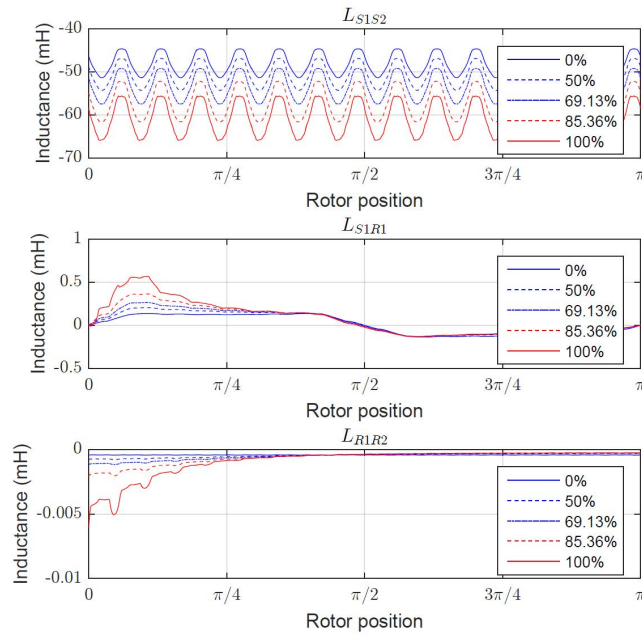 L_{S1S2}
Inductance (mH)
-40
-50
-60
-70
0%
50%
69.13%
85.36%
100%
0
π/4
π/2
3π/4
π
Rotor position
L_{S1R1}
Inductance (mH)
1
0.5
0
-0.5
0%
50%
69.13%
85.36%
100%
0
π/4
π/2
3π/4
π
Rotor position
L_{R1R2}
Inductance (mH)
0
-0.005
-0.01
0%
50%
69.13%
85.36%
100%
0
π/4
π/2
3π/4
π
Rotor position